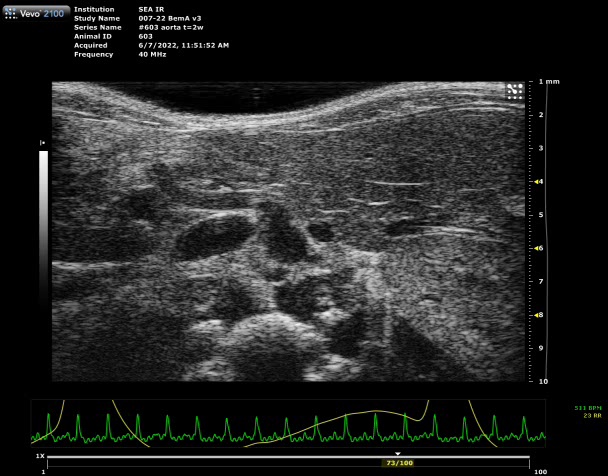 Vevo 2100
Institution SEA IR
Study Name 007-22 BemA v3
Series Name #603 aorta t=2w
Animal ID 603
Acquired 6/7/2022, 11:51:52 AM
Frequency 40 MHz
1 mm
2
3
4
5
6
7
8
9
10
511 BPM
23 RR
1X
73/100
1
100